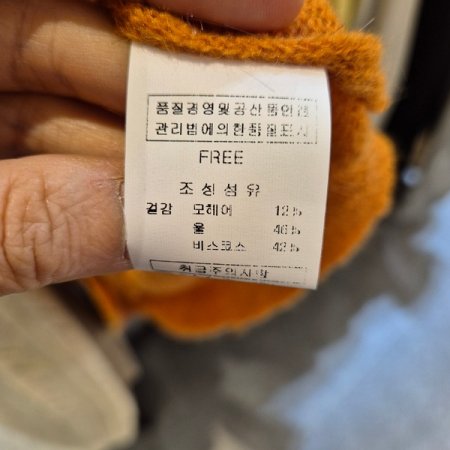 품질경영및공산품안전
관리법에의한품질표시
FREE
조성섬유
겉감 모헤어 12%
울 46%
비스코스 42%
취급주의사항